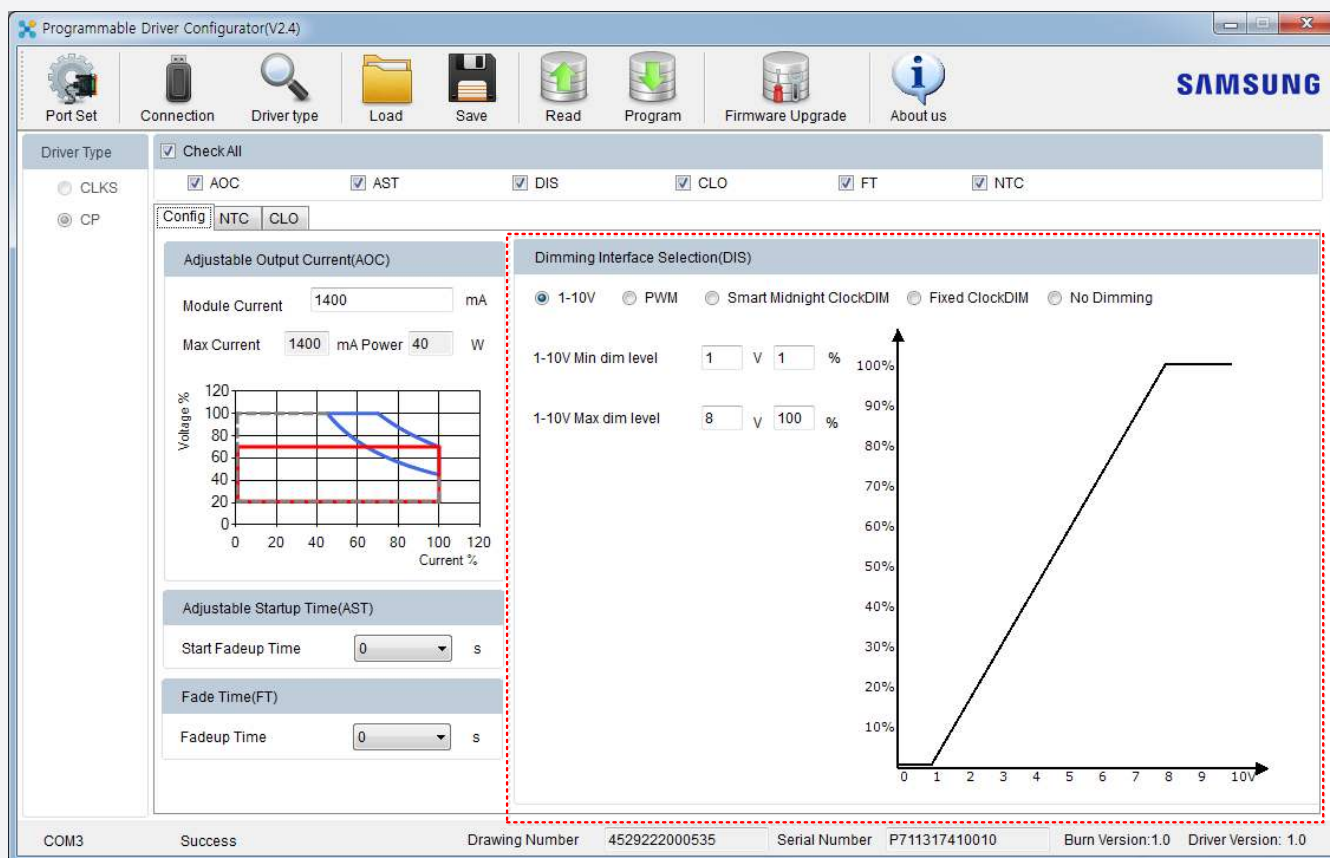 Programmable Driver Configurator(V2.4)
Port Set Connection Driver type Load Save Read Program Firmware Upgrade About us SAMSUNG
Driver Type
CLKS
CP
Check All
AOC AST DIS CLO FT NTC
Config NTC CLO
Adjustable Output Current(AOC)
Module Current 1400 mA
Max Current 1400 mA Power 40 W
Voltage %
120
100
80
60
40
20
0
0 20 40 60 80 100 120
Current %
Adjustable Startup Time(AST)
Start Fadeup Time 0 s
Fade Time(FT)
Fadeup Time 0 s
Dimming Interface Selection(DIS)
1-10V PWM Smart Midnight ClockDIM Fixed ClockDIM No Dimming
1-10V Min dim level 1 V 1 %
1-10V Max dim level 8 V 100 %
100%
90%
80%
70%
60%
50%
40%
30%
20%
10%
0 1 2 3 4 5 6 7 8 9 10V
COM3 Success Drawing Number 4529222000535 Serial Number P711317410010 Burn Version:1.0 Driver Version: 1.0